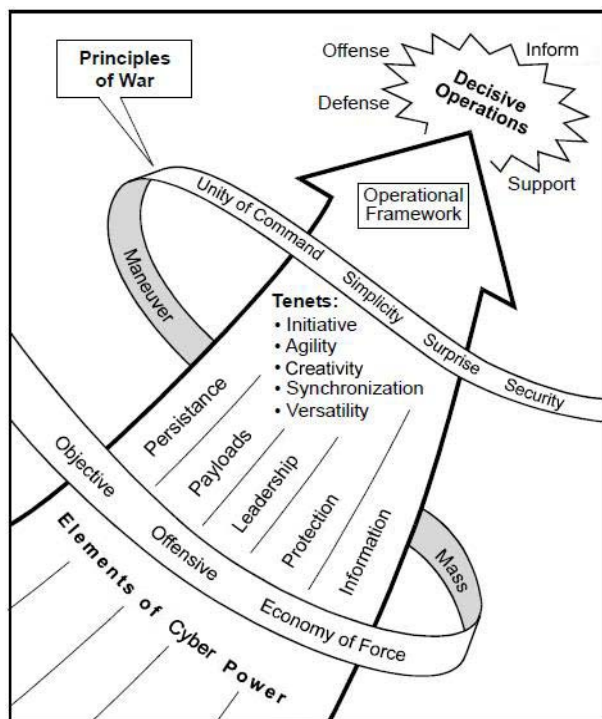 Principles
of War
Offense
Inform
Decisive
Operations
Defense
Support
Operational
Framework
Unity of Command
Simplicity
Surprise
Security
Maneuver
Tenets:
• Initiative
• Agility
• Creativity
• Synchronization
• Versatility
Persistance
Payloads
Leadership
Protection
Information
Objective
Offensive
Economy of Force
Mass
Elements of Cyber Power